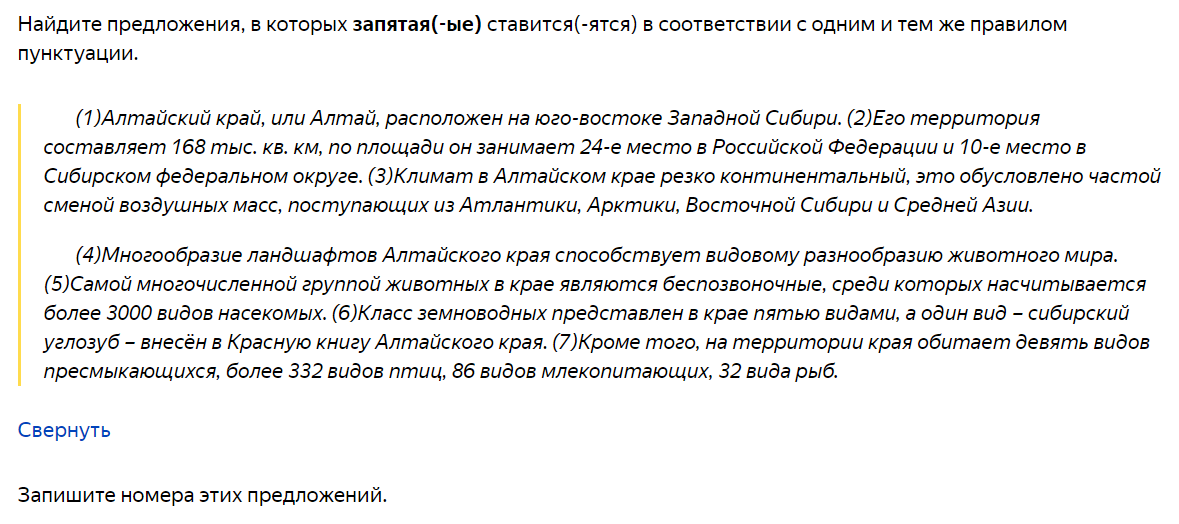 Найдите предложения, в которых запятая(-ые) ставится(-ятся) в соответствии с одним и тем же правилом
пунктуации.
(1)Алтайский край, или Алтай, расположен на юго-востоке Западной Сибири. (2)Его территория
составляет 168 тыс. кв. км, по площади он занимает 24-е место в Российской Федерации и 10-е место в
Сибирском федеральном округе. (3)Климат в Алтайском крае резко континентальный, это обусловлено частой
сменой воздушных масс, поступающих из Атлантики, Арктики, Восточной Сибири и Средней Азии.
(4)Многообразие ландшафтов Алтайского края способствует видовому разнообразию животного мира.
(5)Самой многочисленной группой животных в крае являются беспозвоночные, среди которых насчитывается
более 3000 видов насекомых. (6)Класс земноводных представлен в крае пятью видами, а один вид – сибирский
углозуб – внесён в Красную книгу Алтайского края. (7)Кроме того, на территории края обитает девять видов
пресмыкающихся, более 332 видов птиц, 86 видов млекопитающих, 32 вида рыб.
Свернуть
Запишите номера этих предложений.